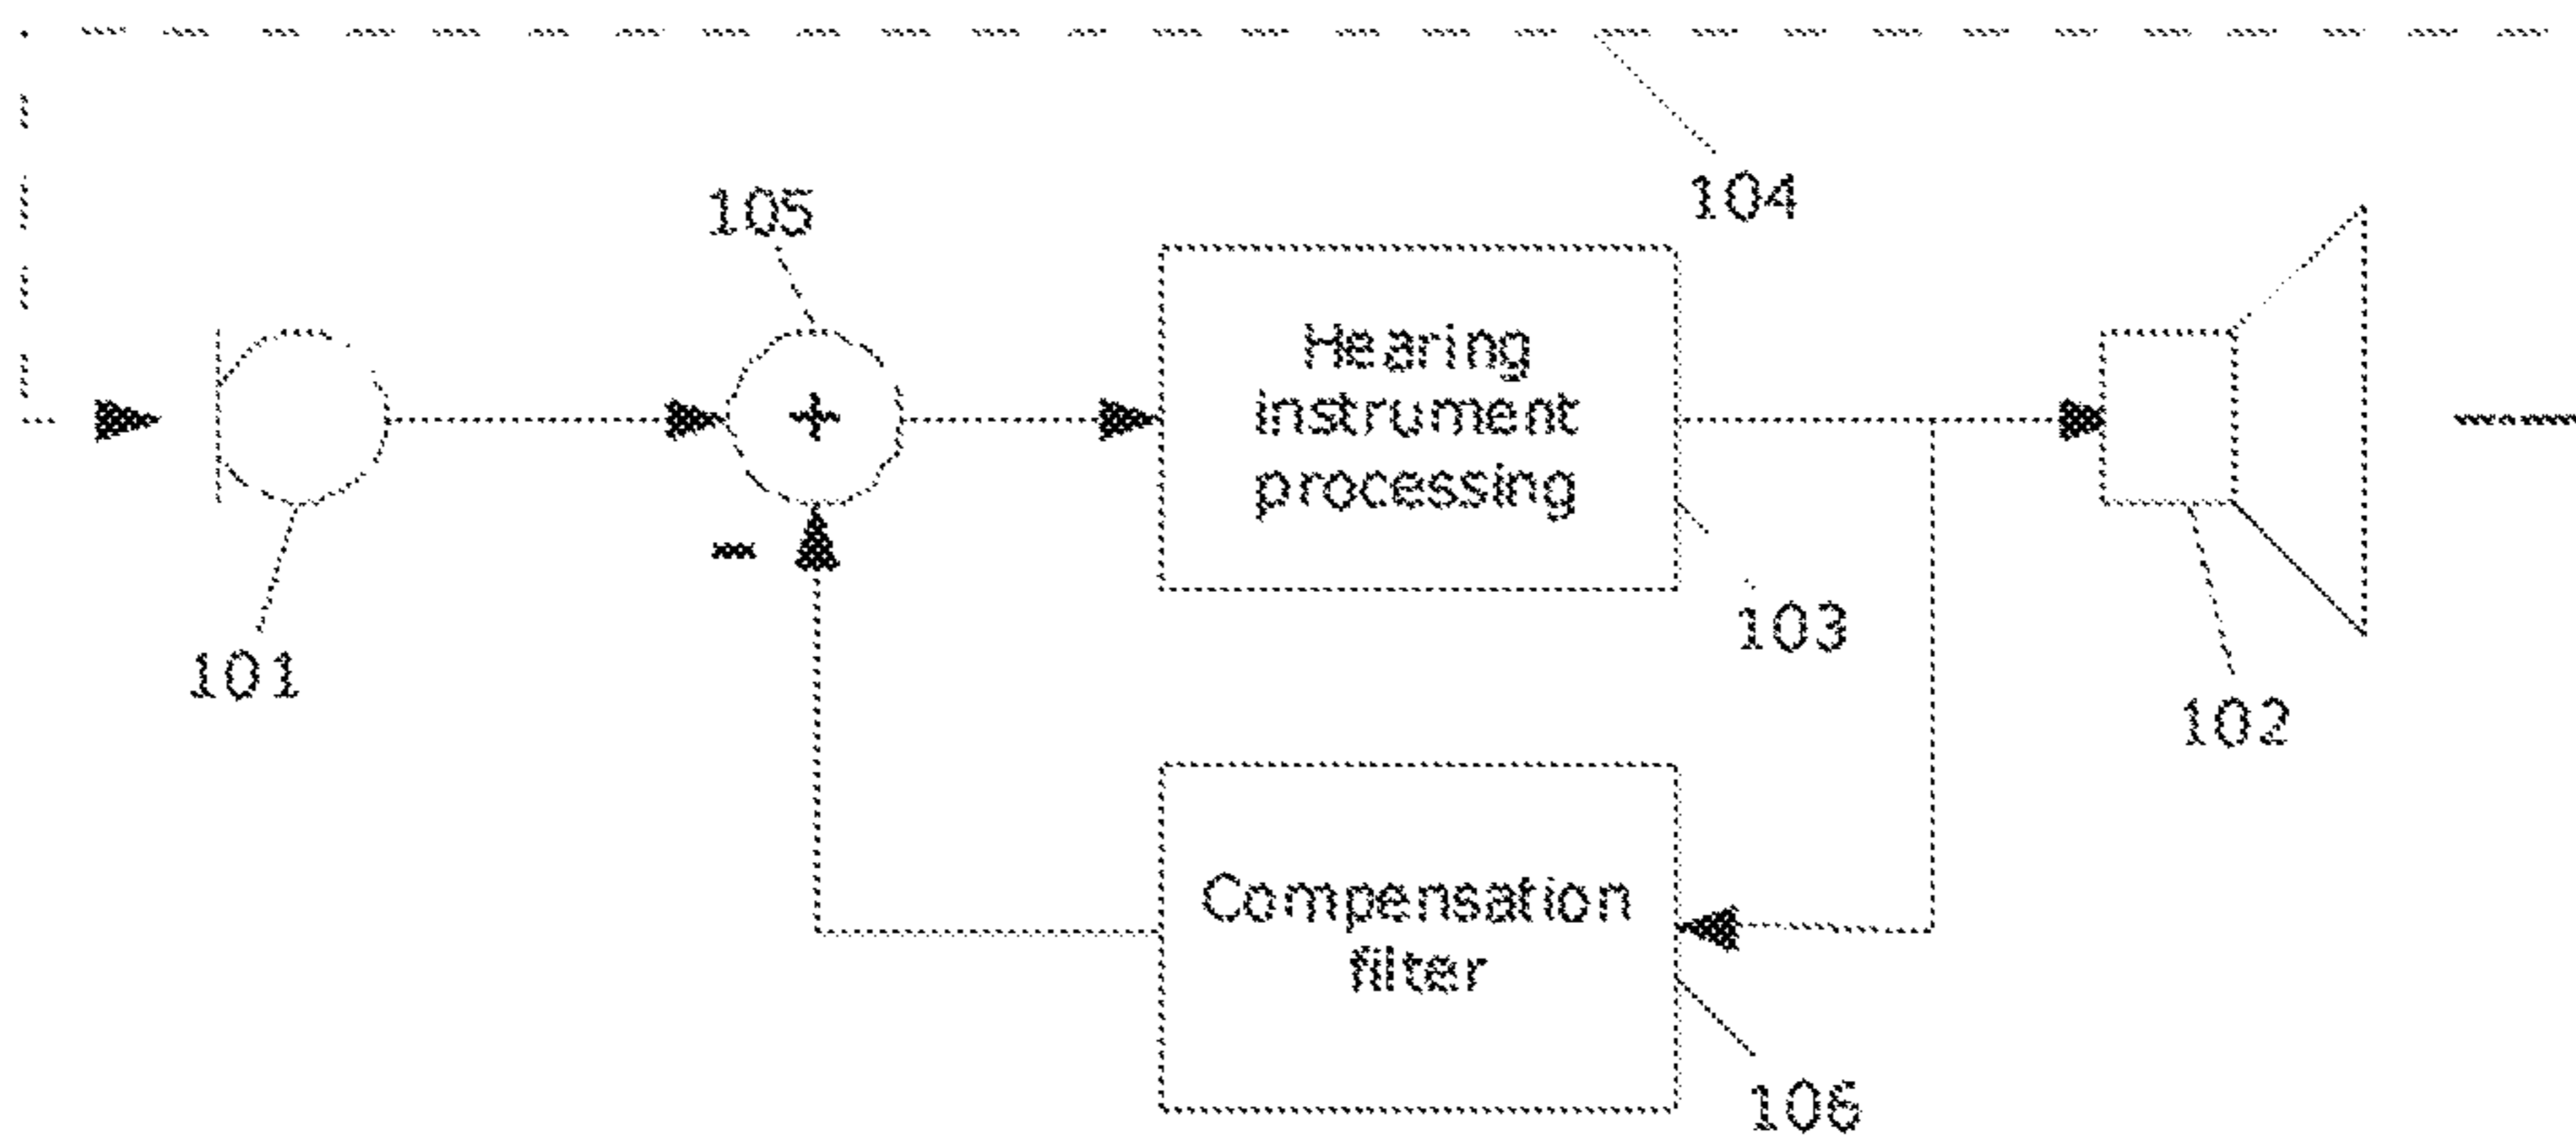 104
105
Hearing
instrument
processing
+
-
103
101
102
Compensation
filter
106